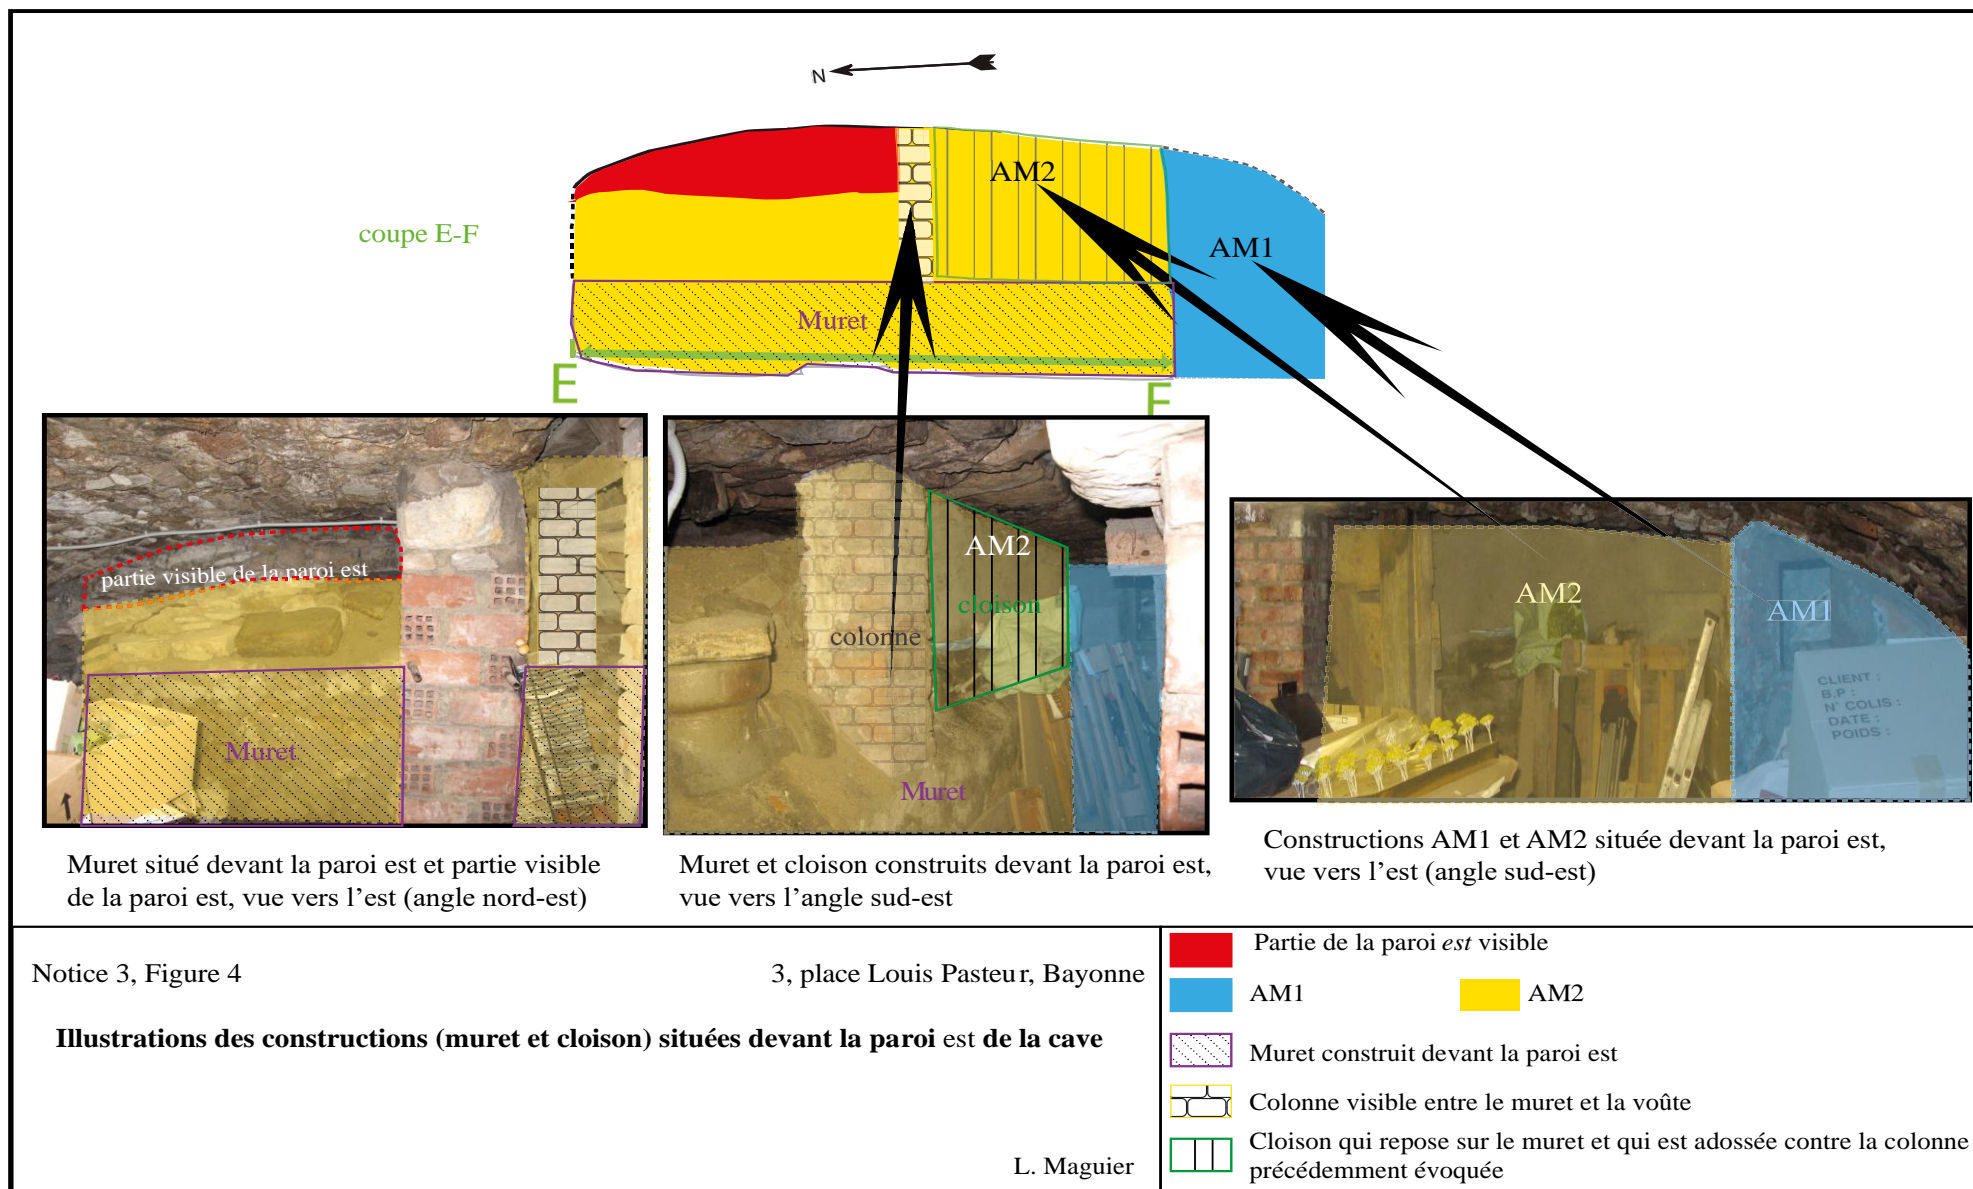 N
coupe E-F
AM2
AM1
Muret
E
F
partie visible de la paroi est
Muret
AM2
cloison
colonne
Muret
AM2
AM1
CLIENT :
B.P :
N° COLIS :
DATE :
POIDS :
Muret situé devant la paroi est et partie visible
de la paroi est, vue vers l'est (angle nord-est)
Muret et cloison construits devant la paroi est,
vue vers l'angle sud-est
Constructions AM1 et AM2 située devant la paroi est,
vue vers l'est (angle sud-est)
Notice 3, Figure 4
3, place Louis Pasteur, Bayonne
Illustrations des constructions (muret et cloison) situées devant la paroi est de la cave
L. Maguier
Partie de la paroi est visible
AM1
AM2
Muret construit devant la paroi est
Colonne visible entre le muret et la voûte
Cloison qui repose sur le muret et qui est adossée contre la colonne
précédemment évoquée